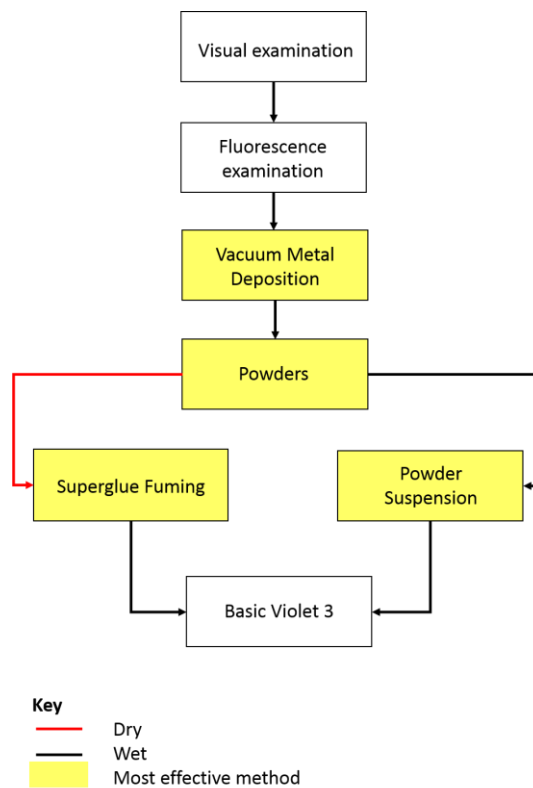 Visual examination
Fluorescence
examination
Vacuum Metal
Deposition
Powders
Superglue Fuming
Powder
Suspension
Basic Violet 3
Key
Dry
Wet
Most effective method